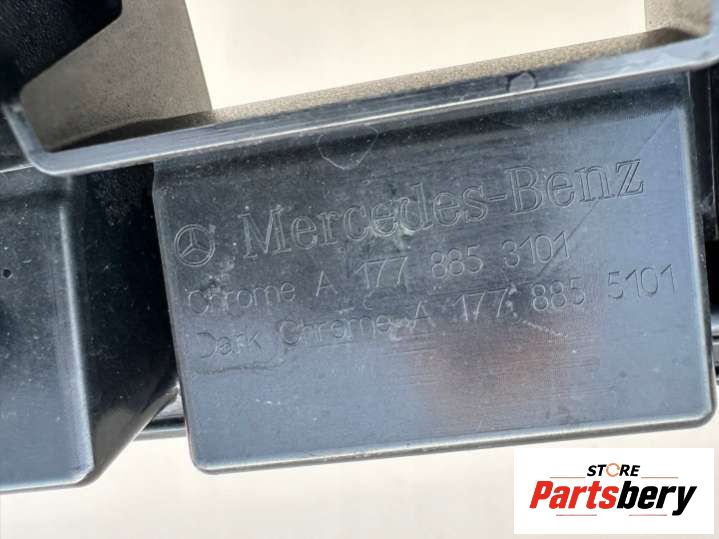 Mercedes-Benz
Chrome A 177 885 3101
Dark Chrome A 177 885 5101
STORE
Partsbery